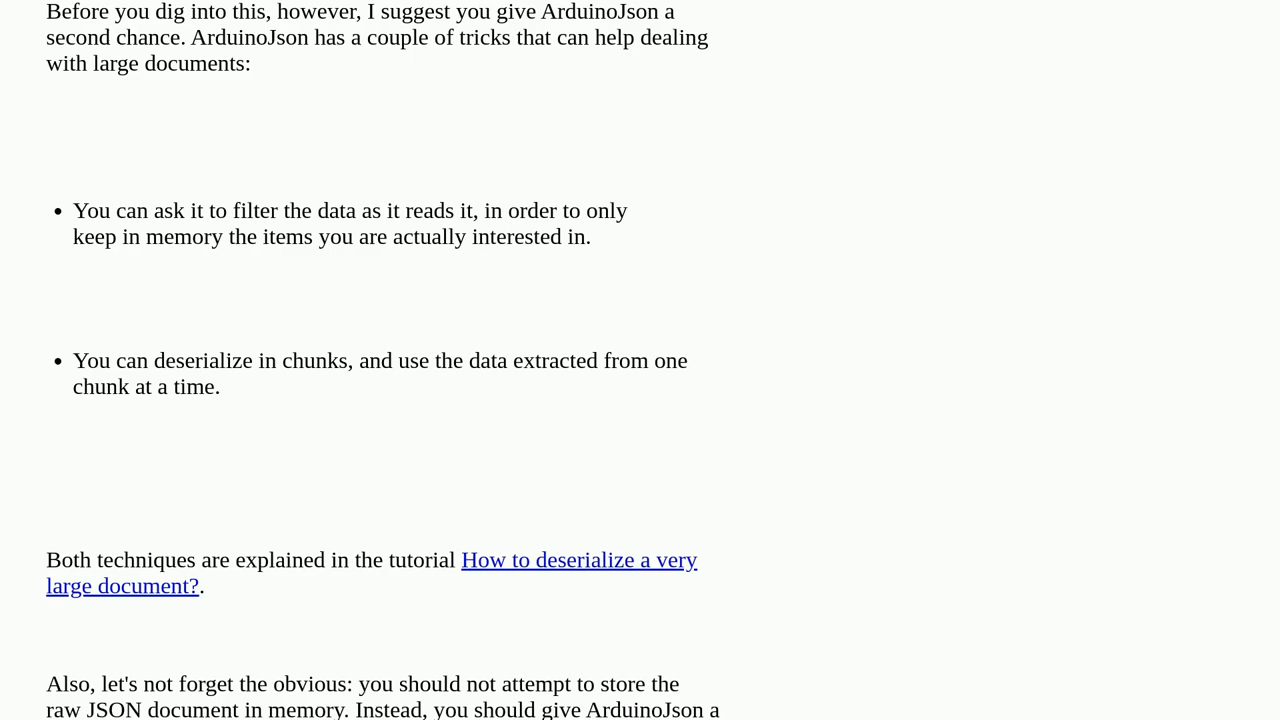 Before you dig into this, however, I suggest you give ArduinoJson a
second chance. ArduinoJson has a couple of tricks that can help dealing
with large documents:
• You can ask it to filter the data as it reads it, in order to only
keep in memory the items you are actually interested in.
• You can deserialize in chunks, and use the data extracted from one
chunk at a time.
Both techniques are explained in the tutorial How to deserialize a very
large document?.
Also, let's not forget the obvious: you should not attempt to store the
raw JSON document in memory. Instead, you should give ArduinoJson a